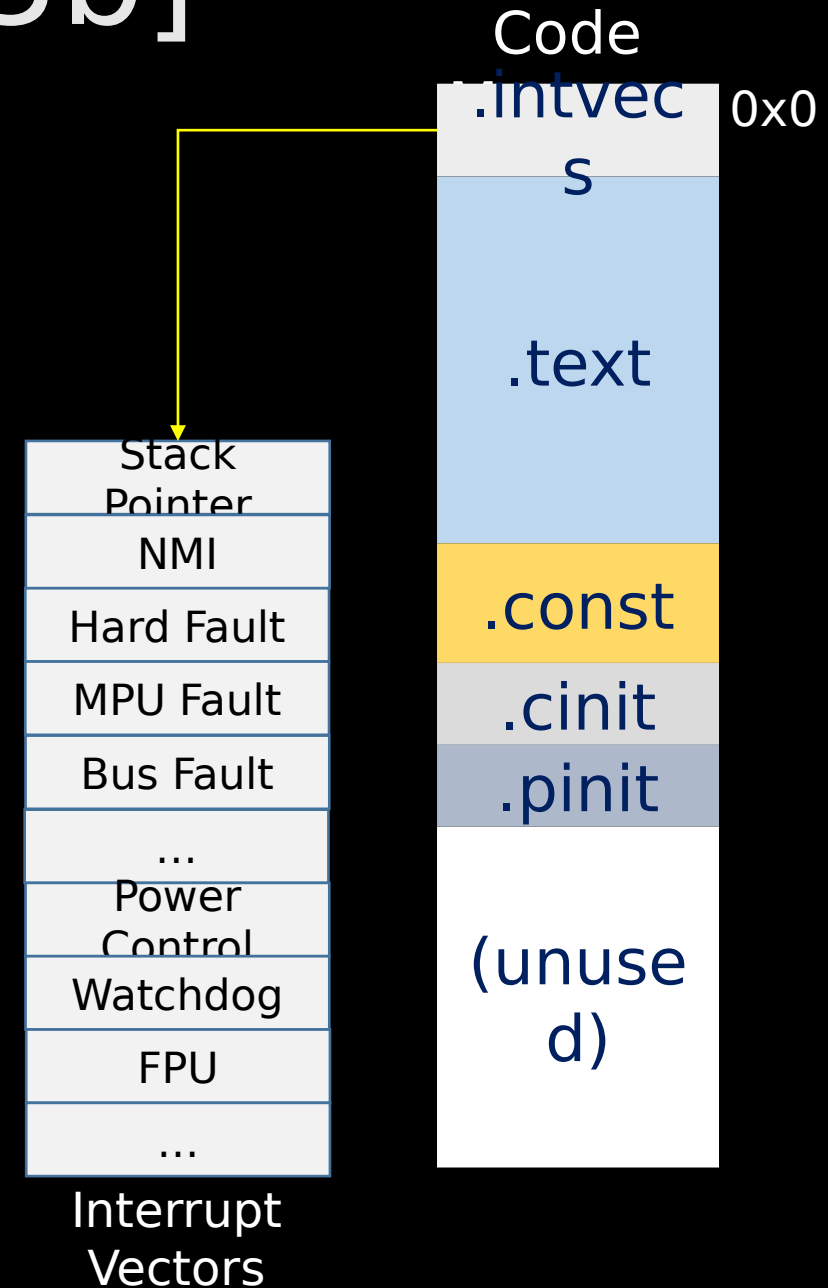 3b]
Code
.intvec
s
0x0
.text
.const
.cinit
.pinit
(unuse
d)
Stack
Pointer
NMI
Hard Fault
MPU Fault
Bus Fault
...
Power
Control
Watchdog
FPU
...
Interrupt
Vectors